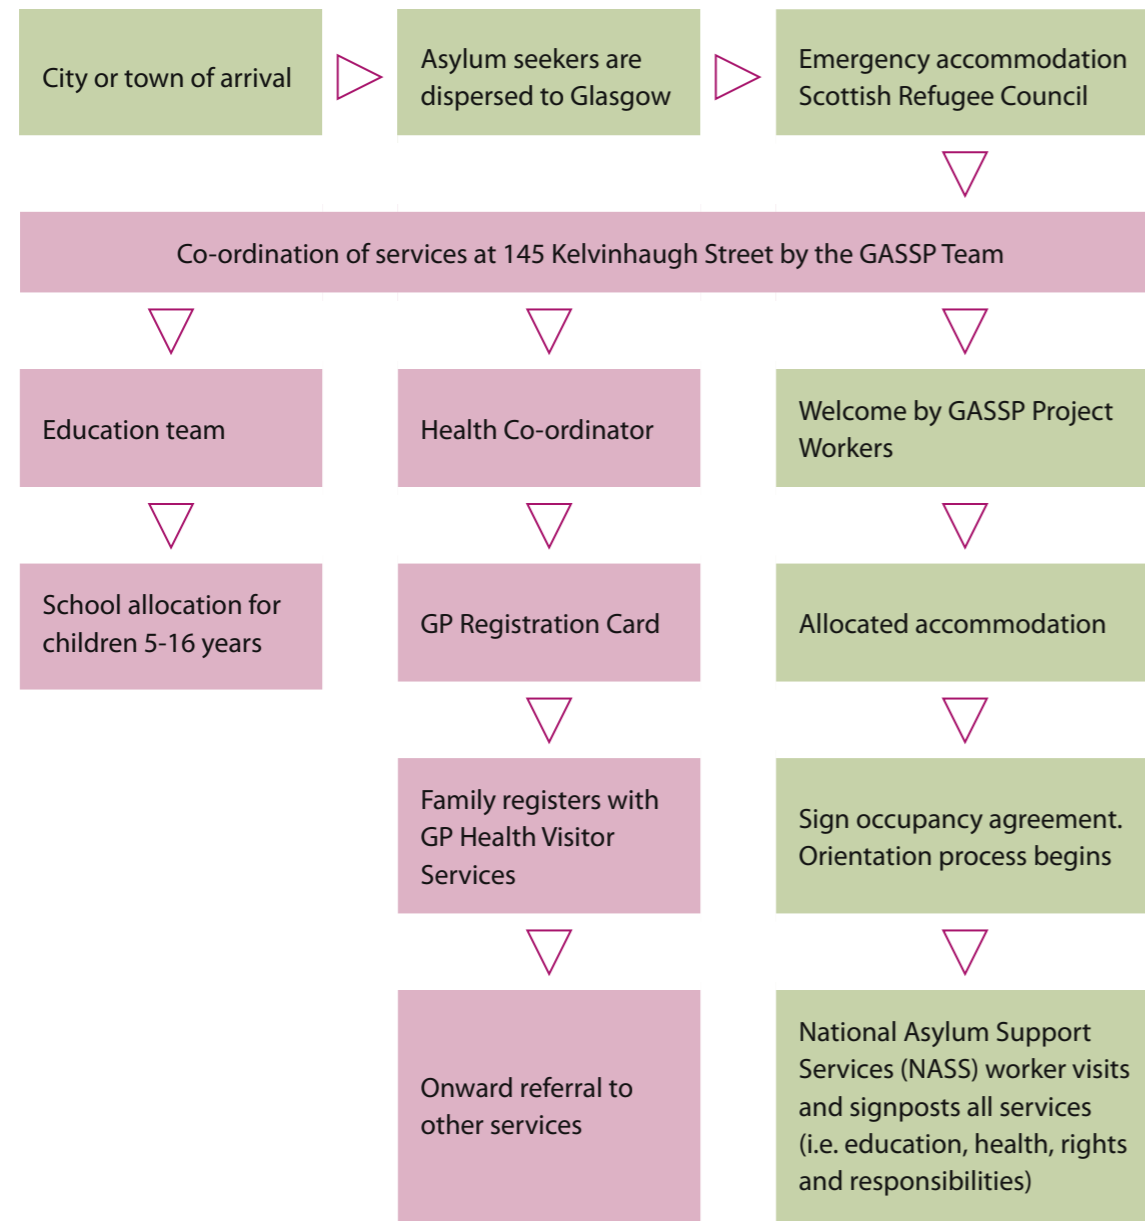 City or town of arrival
Asylum seekers are
dispersed to Glasgow
Emergency accommodation
Scottish Refugee Council
Co-ordination of services at 145 Kelvinhaugh Street by the GASSP Team
Education team
Health Co-ordinator
Welcome by GASSP Project
Workers
School allocation for
children 5-16 years
GP Registration Card
Allocated accommodation
Family registers with
GP Health Visitor
Services
Sign occupancy agreement.
Orientation process begins
Onward referral to
other services
National Asylum Support
Services (NASS) worker visits
and signposts all services
(i.e. education, health, rights
and responsibilities)